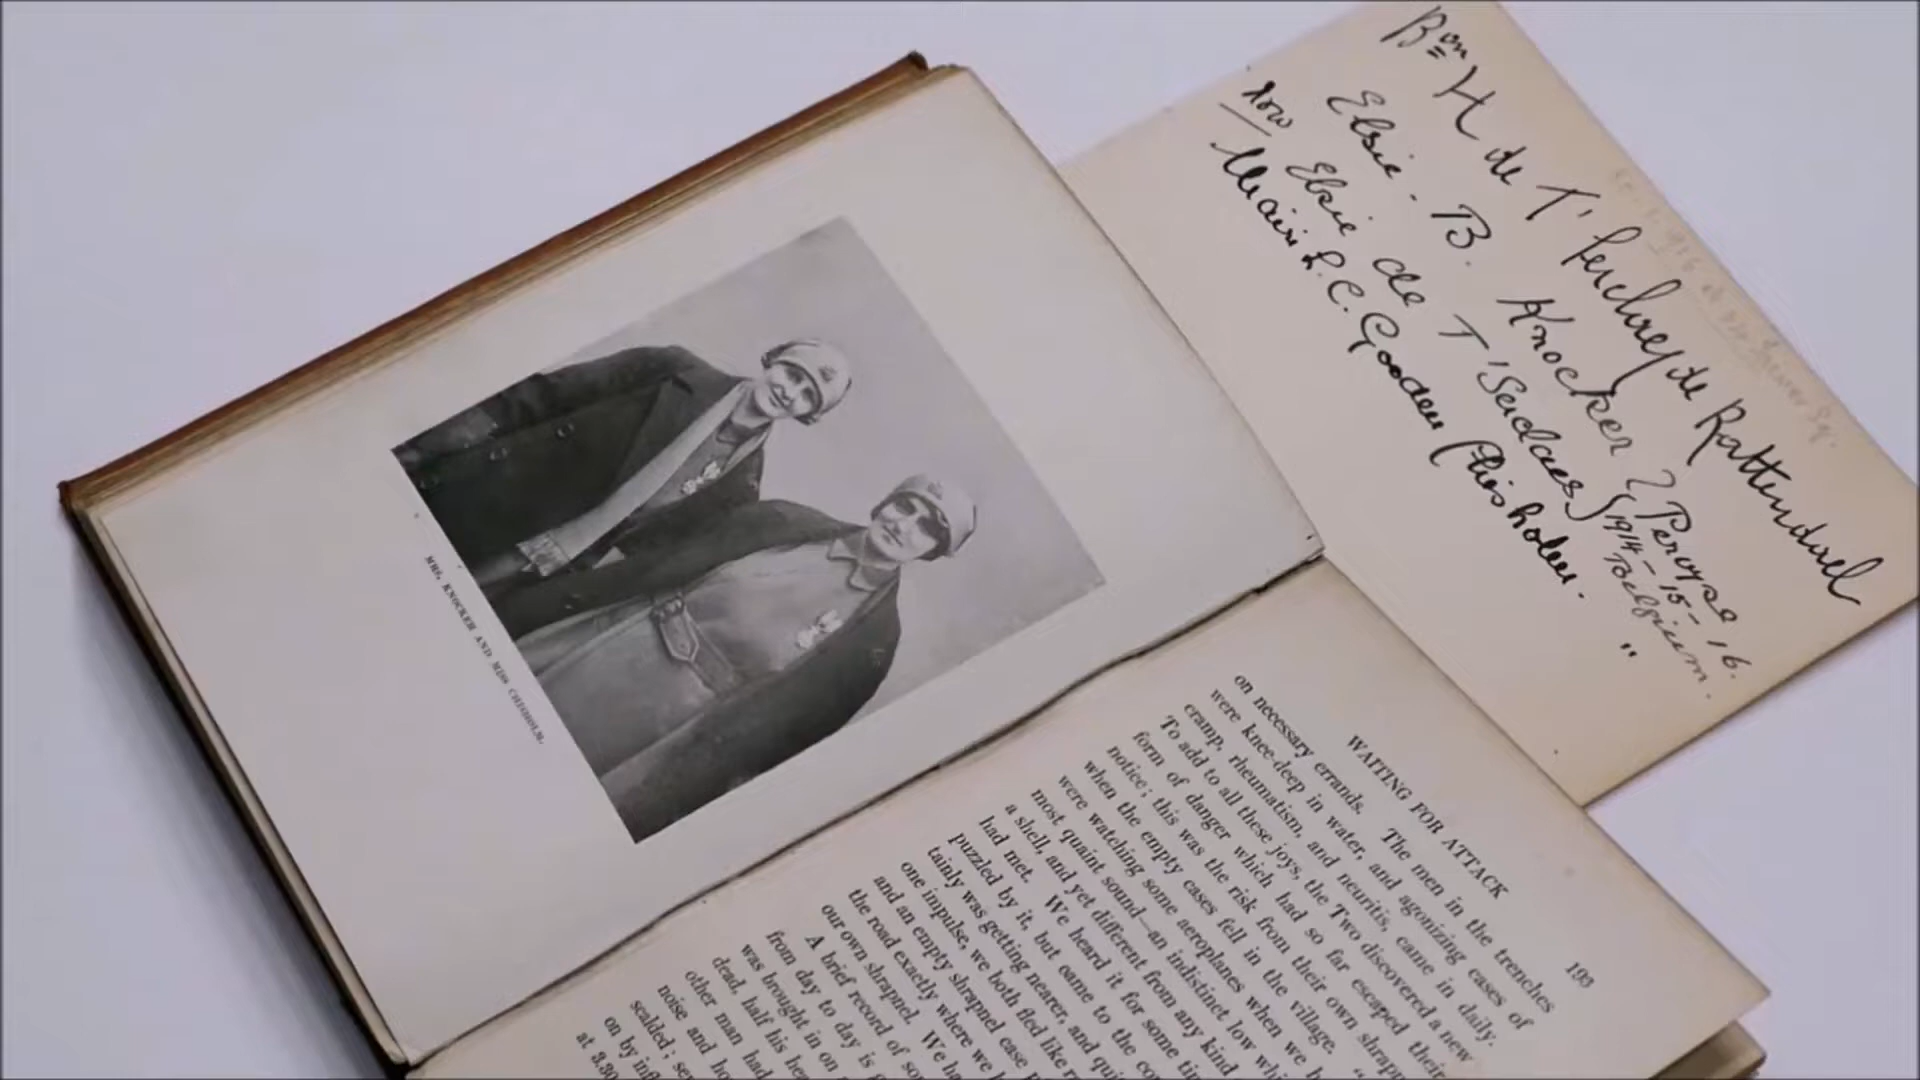 MRS. KNOCKER AND MISS CHISHOLM.
Bon H de T'Serclaes de Rattendael
Elsie - B. Knocker } Pervyse
now Elsie de T'Serclaes } 1914-15-16.
Mairi L. C. Gooden Chisholm. " Belgium.
WAITING FOR ATTACK 193
on necessary errands. The men in the trenches
were knee-deep in water, and agonizing cases of
cramp, rheumatism, and neuritis, came in daily.
To add to all these joys, the Two discovered a new
form of danger which had so far escaped their
notice; this was the risk from their own
when the empty cases fell in the village. "
were watching some aeroplanes when we
most quaint sound—an indistinct low
a shell, and yet different from any kind
had met. We heard it for some
puzzled by it, but came to the
tainly was getting nearer, and
one impulse, we both fled like
and an empty shrapnel case
the road exactly where we
our own shrapnel. We
A brief record of
from day to day is
was brought in on
dead, half his
other man had
noise and
scalded;
on by
at 3.30